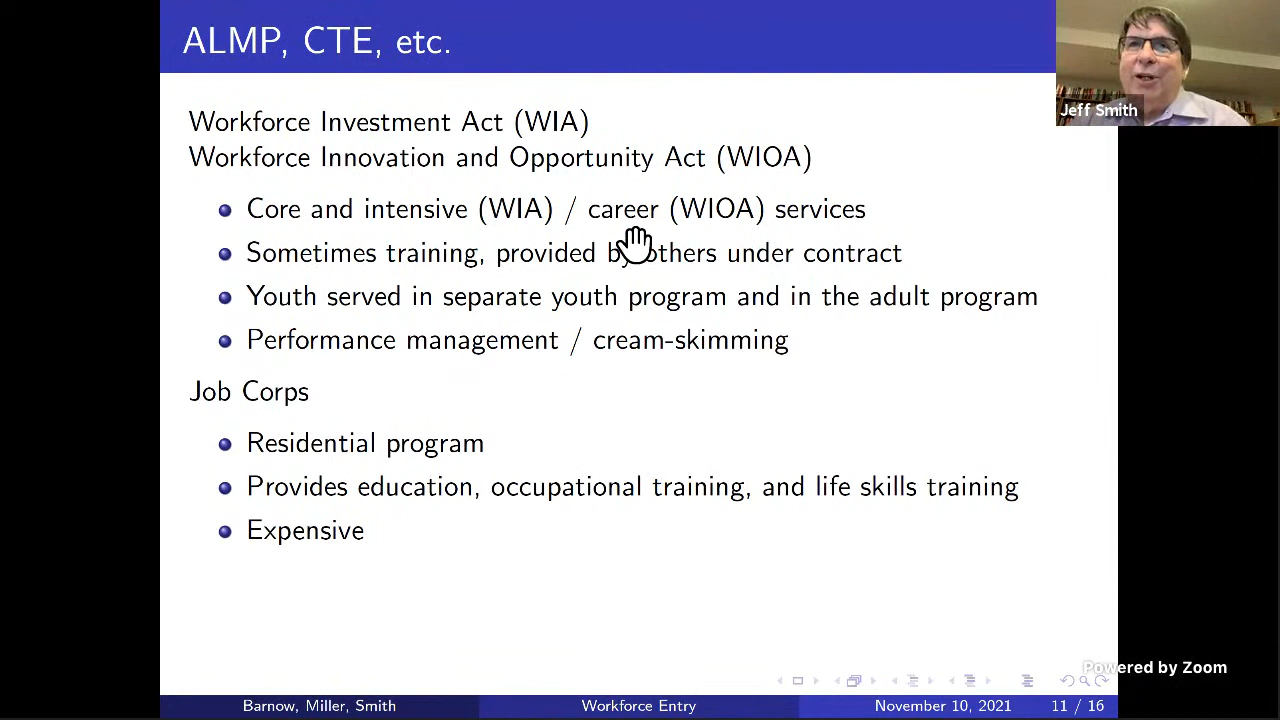 ALMP, CTE, etc.
Jeff Smith
Workforce Investment Act (WIA)
Workforce Innovation and Opportunity Act (WIOA)
Core and intensive (WIA) / career (WIOA) services
Sometimes training, provided by others under contract
Youth served in separate youth program and in the adult program
Performance management / cream-skimming
Job Corps
Residential program
Provides education, occupational training, and life skills training
Expensive
Powered by Zoom
Barnow, Miller, Smith
Workforce Entry
November 10, 2021
11 / 16